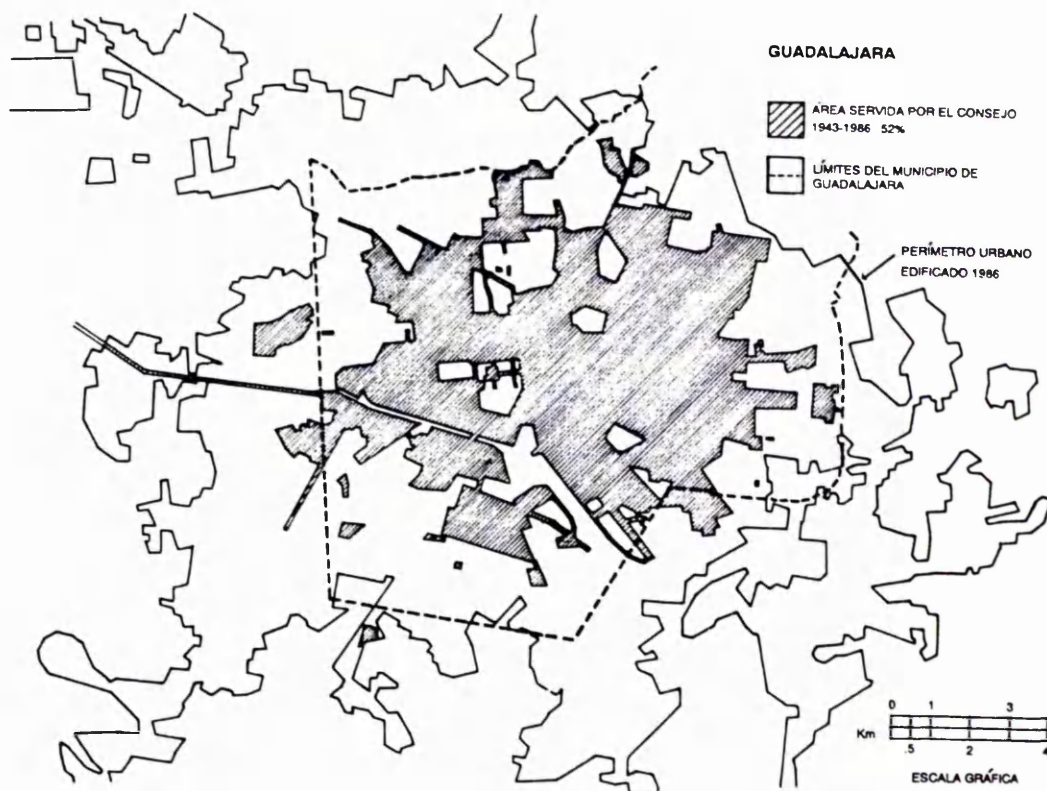 GUADALAJARA
ÁREA SERVIDA POR EL CONSEJO
1943-1986 52%
LÍMITES DEL MUNICIPIO DE
GUADALAJARA
PERÍMETRO URBANO
EDIFICADO 1986
0 1 3
Km
.5 2 4
ESCALA GRÁFICA